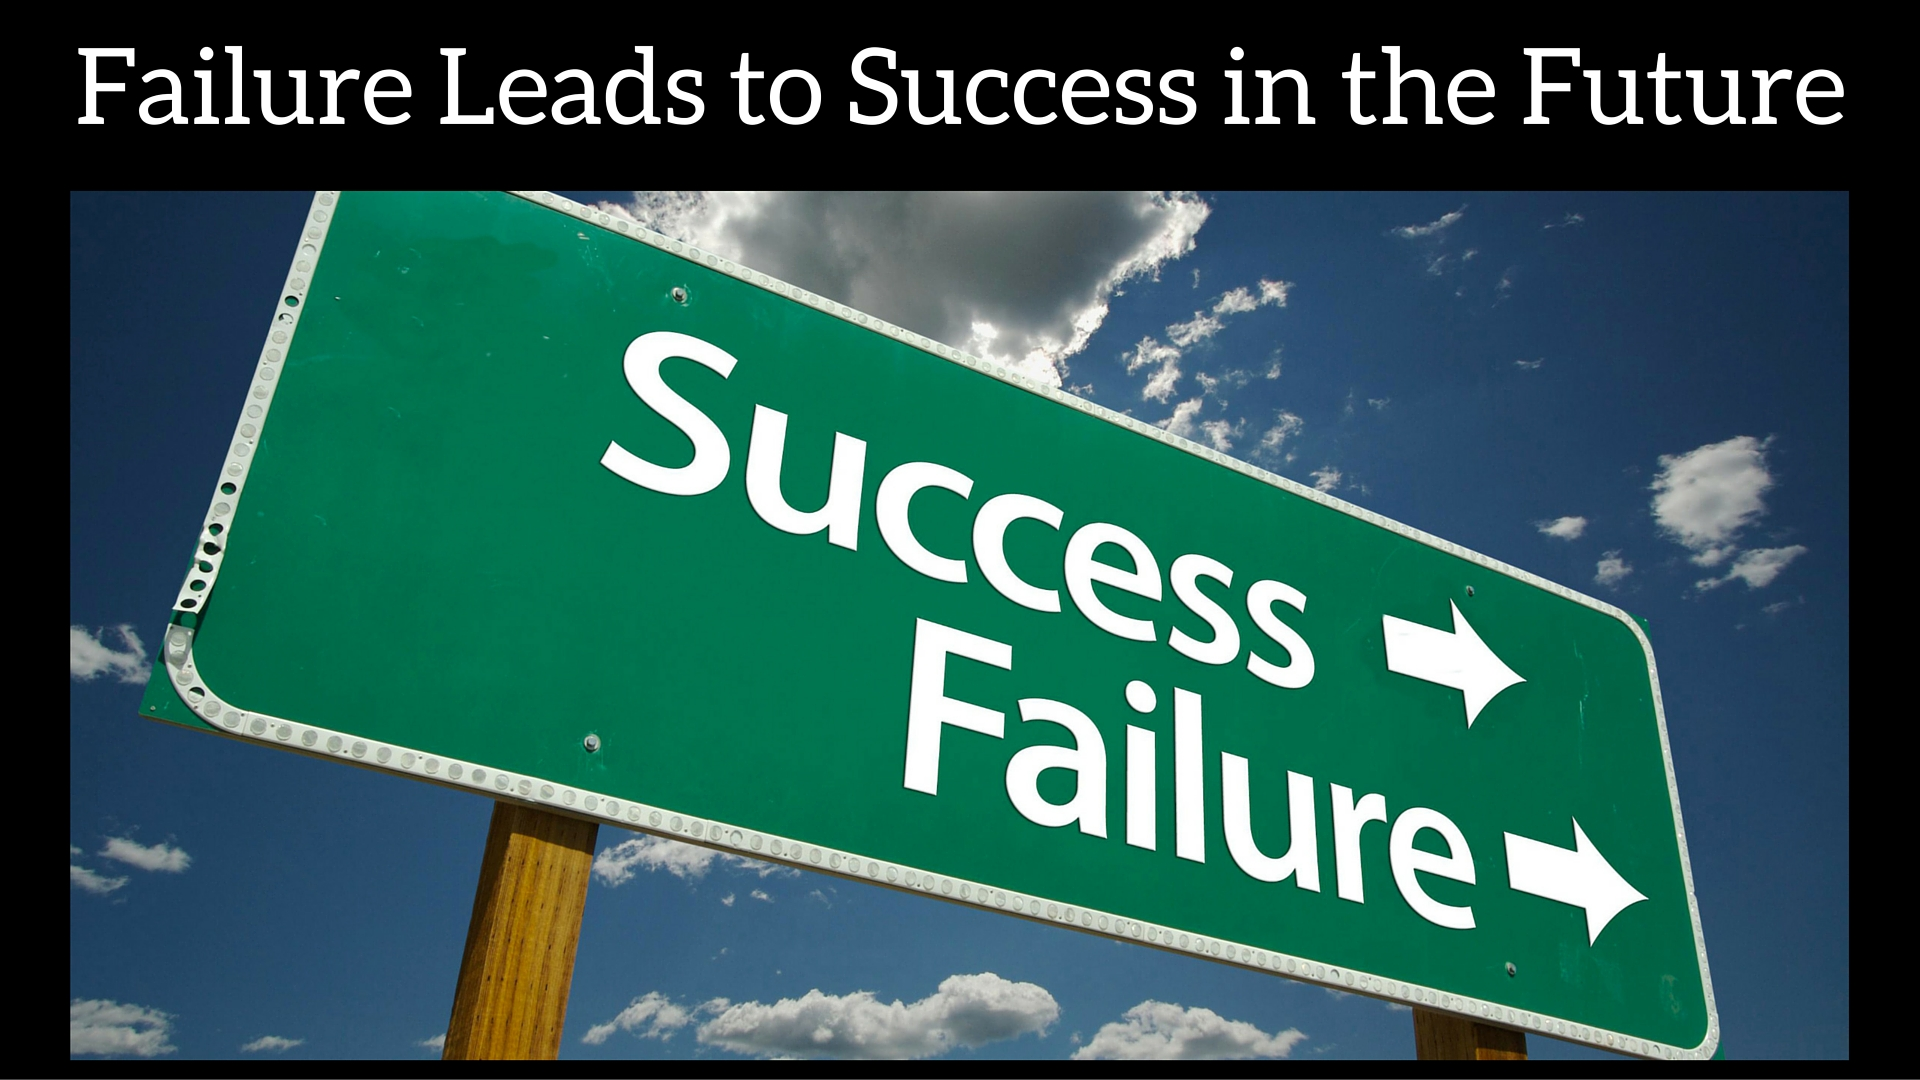 Failure Leads to Success in the Future
Success
Failure